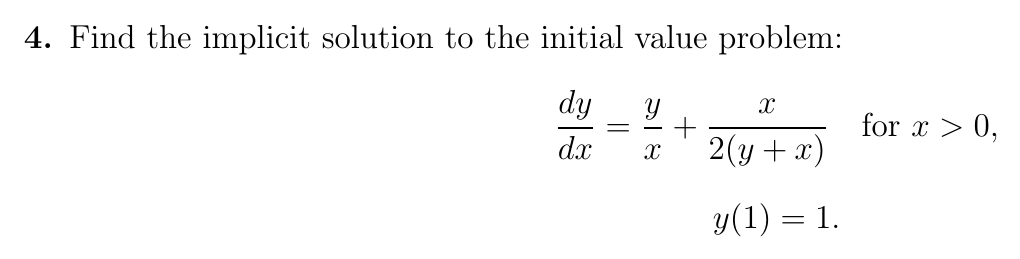 4. Find the implicit solution to the initial value problem:
dy/dx = y/x + x/(2(y + x)) for x > 0,
y(1) = 1.